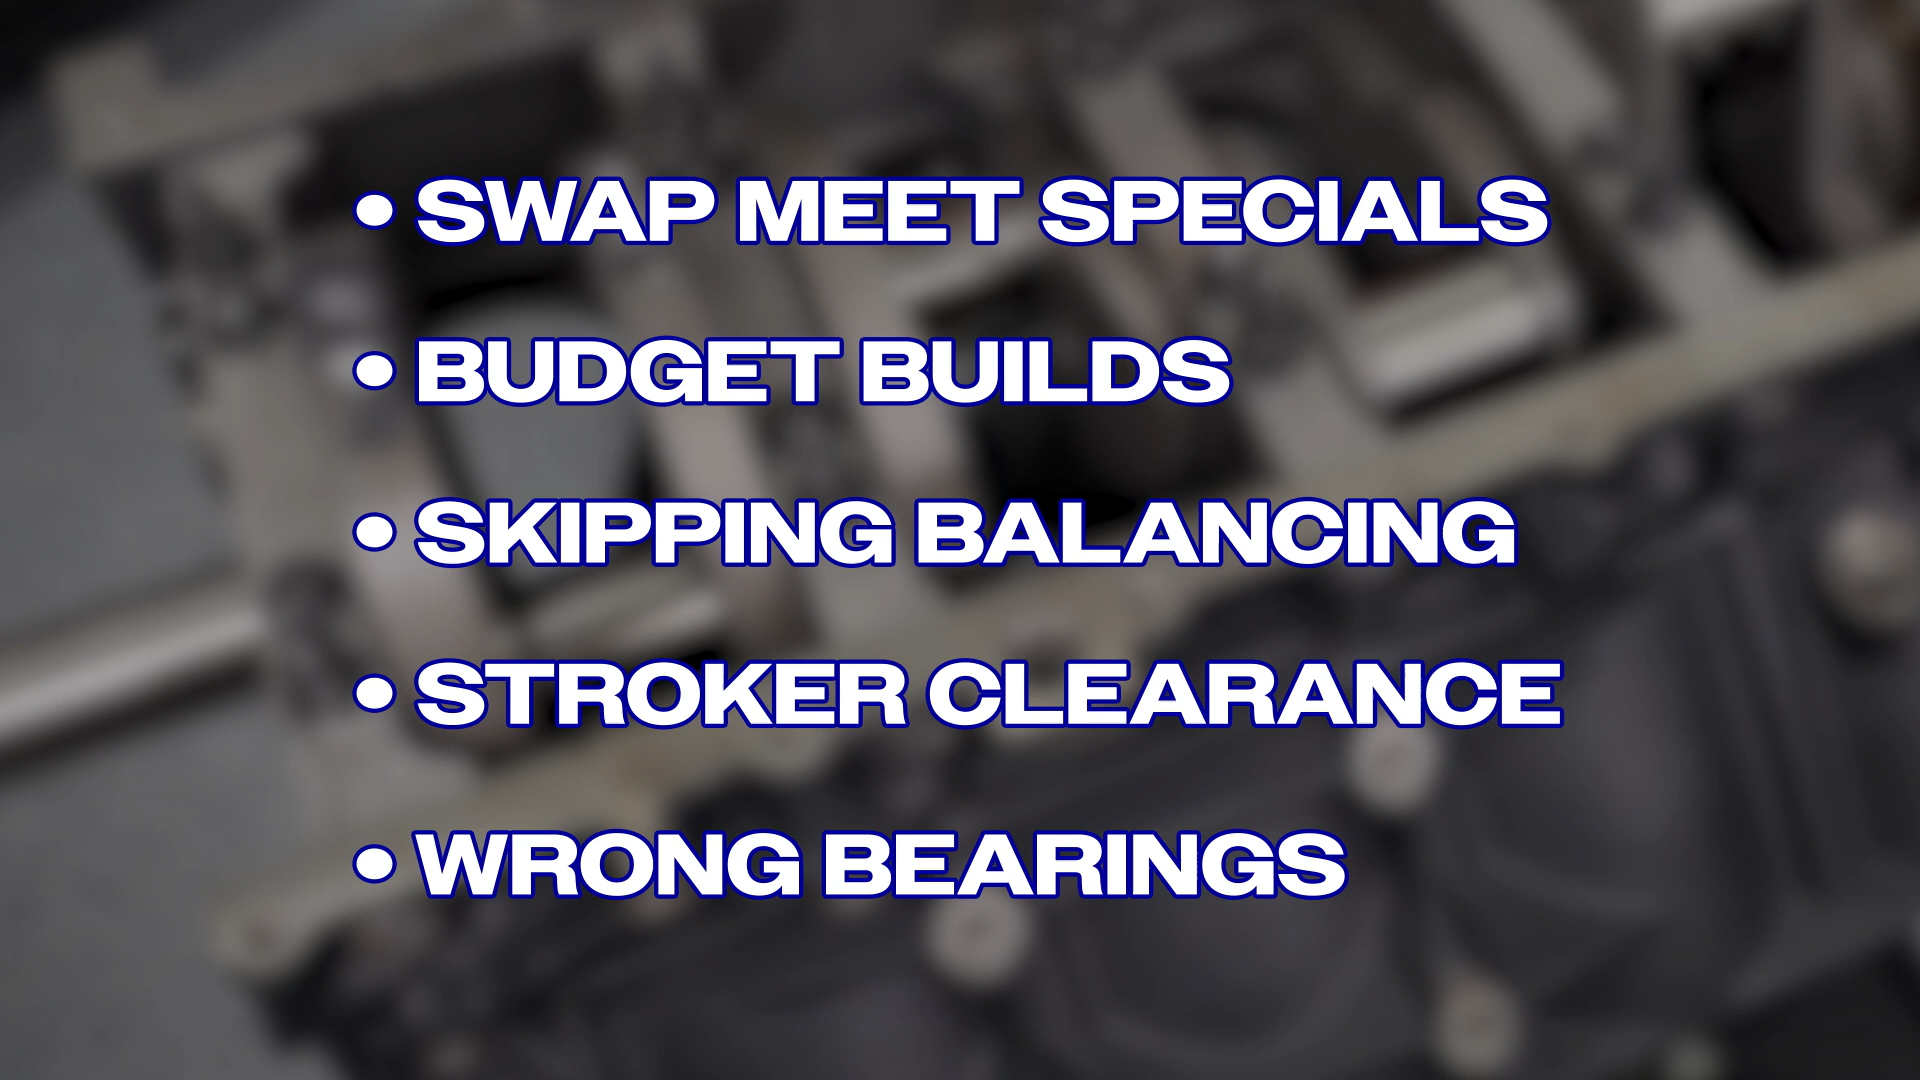 • SWAP MEET SPECIALS
• BUDGET BUILDS
• SKIPPING BALANCING
• STROKER CLEARANCE
• WRONG BEARINGS